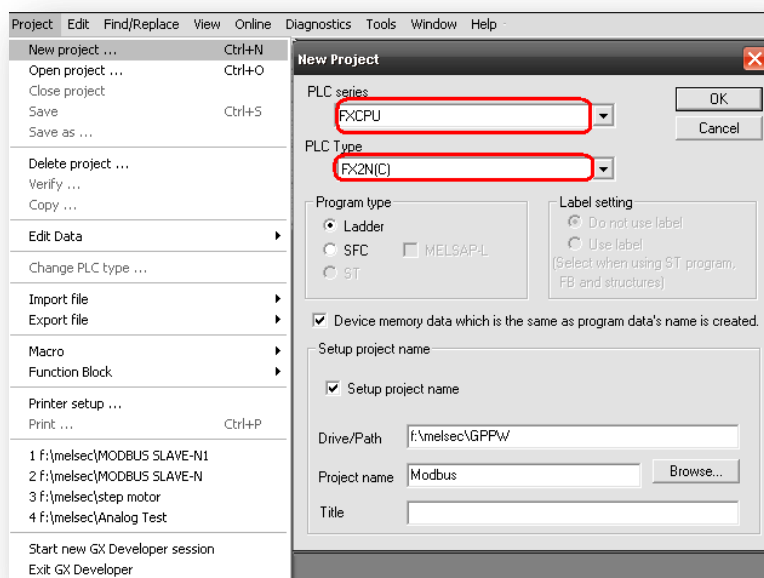 Project Edit Find/Replace View Online Diagnostics Tools Window Help
New project ... Ctrl+N
Open project ... Ctrl+O
Close project
Save Ctrl+S
Save as ...
Delete project ...
Verify ...
Copy ...
Edit Data
Change PLC type ...
Import file
Export file
Macro
Function Block
Printer setup ...
Print ... Ctrl+P
1 f:\melsec\MODBUS SLAVE-N1
2 f:\melsec\MODBUS SLAVE-N
3 f:\melsec\step motor
4 f:\melsec\Analog Test
Start new GX Developer session
Exit GX Developer
New Project
PLC series
FXCPU
OK
Cancel
PLC Type
FX2N(C)
Program type
Ladder
SFC MELSAP-L
ST
Label setting
Do not use label
Use label
(Select when using ST program,
FB and structures)
Device memory data which is the same as program data's name is created.
Setup project name
Setup project name
Drive/Path f:\melsec\GPPW
Project name Modbus Browse...
Title